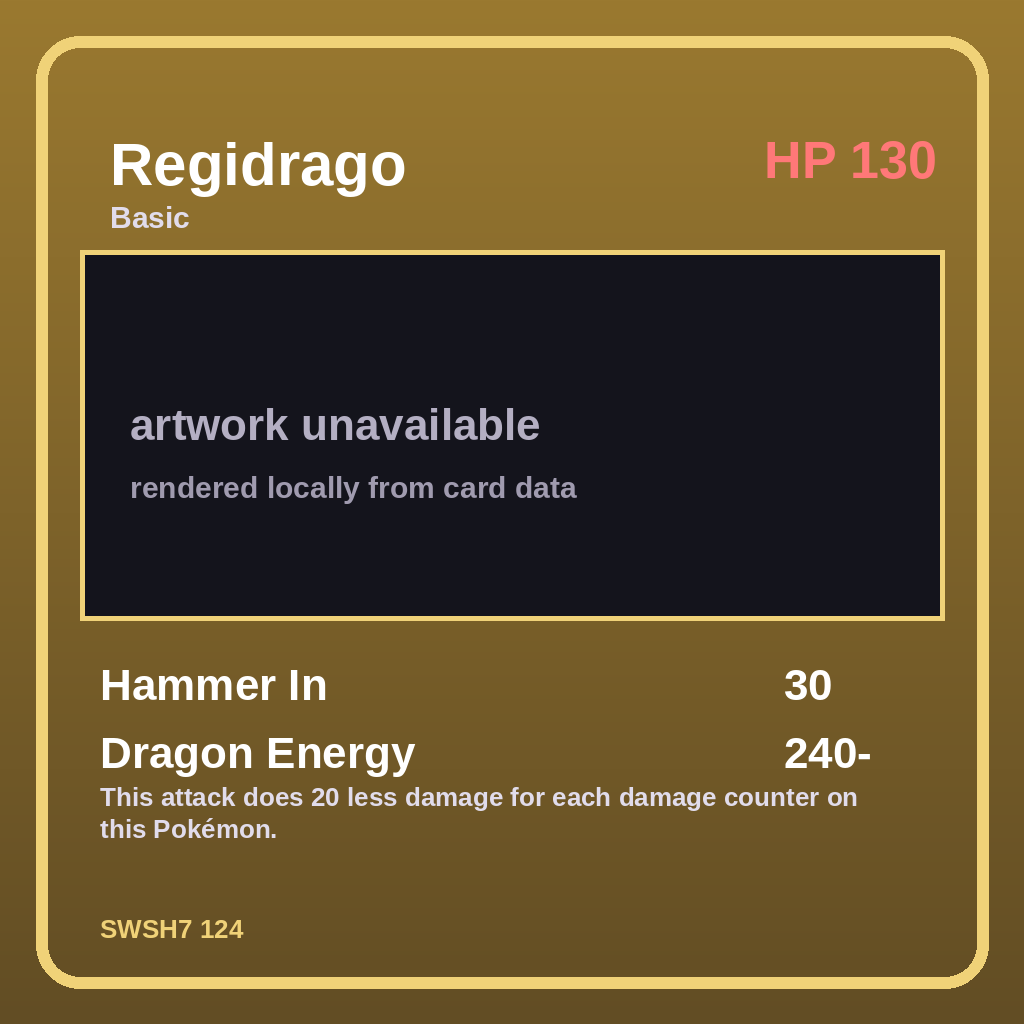 Regidrago
HP 130
Basic
artwork unavailable
rendered locally from card data
Hammer In 30
Dragon Energy 240-
This attack does 20 less damage for each damage counter on
this Pokémon.
SWSH7 124